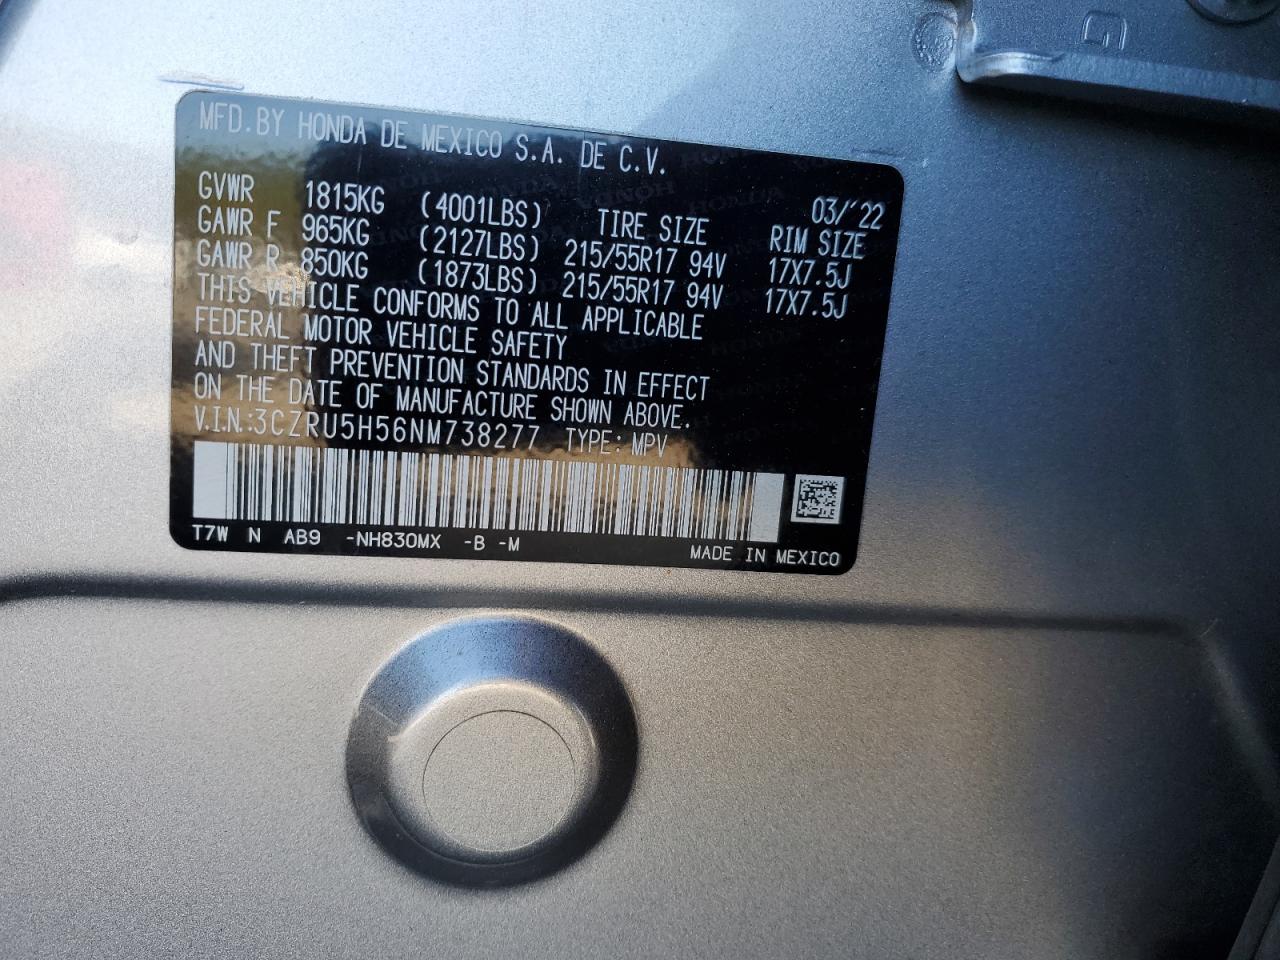 MFD.BY HONDA DE MEXICO S.A. DE C.V.
03/'22
GVWR 1815KG (4001LBS) TIRE SIZE RIM SIZE
GAWR F 965KG (2127LBS) 215/55R17 94V 17X7.5J
GAWR R 850KG (1873LBS) 215/55R17 94V 17X7.5J
THIS VEHICLE CONFORMS TO ALL APPLICABLE
FEDERAL MOTOR VEHICLE SAFETY
AND THEFT PREVENTION STANDARDS IN EFFECT
ON THE DATE OF MANUFACTURE SHOWN ABOVE.
V.I.N.:3CZRU5H56NM738277 TYPE: MPV
T7W N AB9 -NH830MX -B -M
MADE IN MEXICO